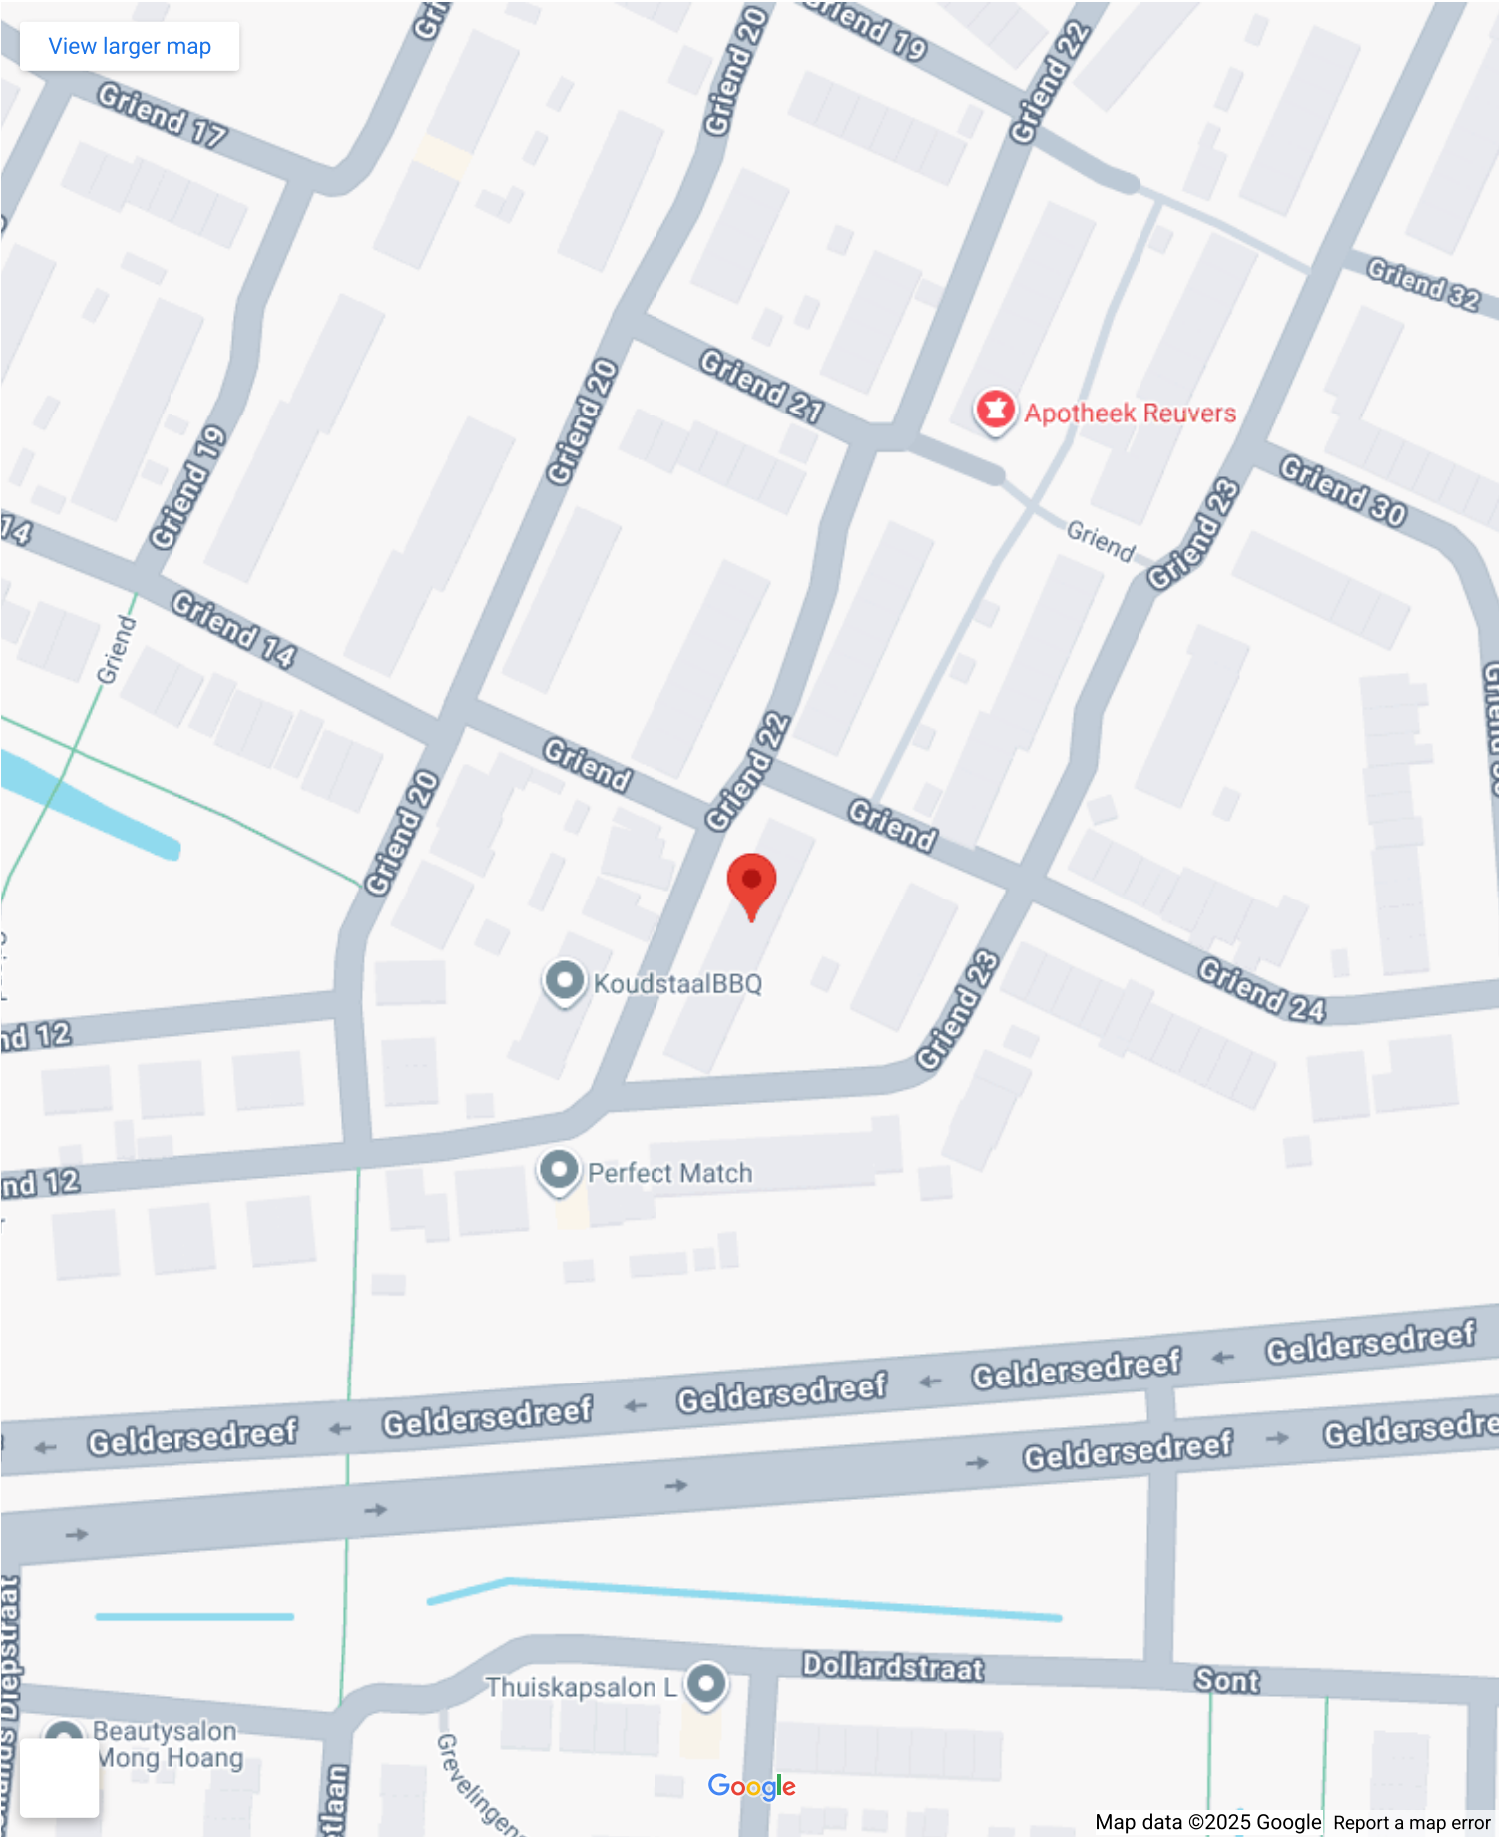 View larger map
Griend 20
Griend 19
Griend 22
Griend 17
Griend 32
Griend 21
Griend 20
Apotheek Reuvers
Griend 19
Griend 30
Griend 23
14
Griend
Griend 14
Griend
Griend
Griend 22
Griend
Griend 20
KoudstaalBBQ
Griend 23
Griend 24
nd 12
Perfect Match
nd 12
Geldersedreef
Geldersedreef
Geldersedreef
Geldersedreef
Geldersedreef
Geldersedreef
Geldersedre
Dollardstraat
Sont
Thuiskapsalon L
Beautysalon
Mong Hoang
Diepstraat
etlaan
Grevelingen
Google
Map data ©2025 Google
Report a map error